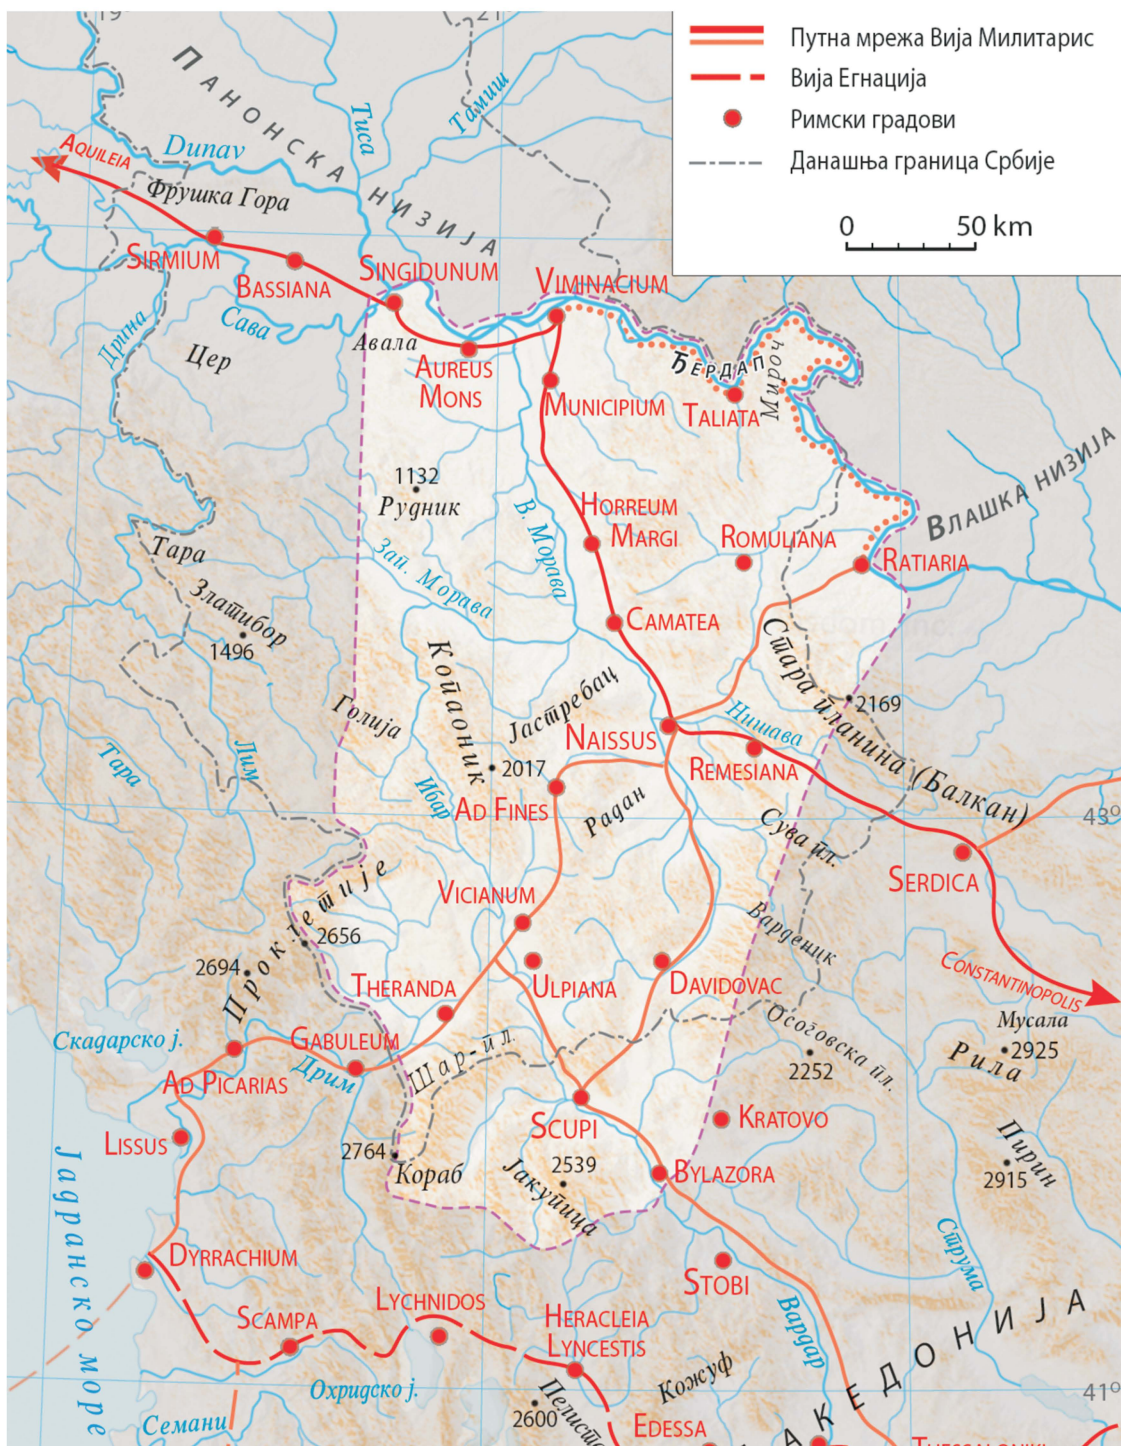 19°
21°
Путна мрежа Вија Милитарис
Вија Егнација
Римски градови
Данашња граница Србије
0 50 km
ПАНОНСКА НИЗИЈА
Тиса
Тамиш
AQUILEIA
Dunav
Фрушка Гора
SIRMIUM
BASSIANA
SINGIDUNUM
VIMINACIUM
Сава
Дрина
Цер
Авала
AUREUS
MONS
MUNICIPIUM
ЂЕРДАП
TALIATA
Мироч
ВЛАШКА НИЗИЈА
1132
Рудник
HORREUM
MARGI
В. Морава
ROMULIANA
RATIARIA
Тара
Зап. Морава
Златибор
1496
CAMATEA
Копаоник
Голија
Јастребац
Стара планина (Балкан)
2169
NAISSUS
Нишава
REMESIANA
Тара
Лим
2017
Ибар
AD FINES
Радан
Сува пл.
43°
SERDICA
Проклетије
VICIANUM
2656
2694
Варденик
THERANDA
ULPIANA
DAVIDOVAC
CONSTANTINOPOLIS
Скадарско ј.
GABULEUM
Дрим
Шар-пл.
Осоговска пл.
2252
Мусала
2925
Рила
AD PICARIAS
LISSUS
SCUPI
KRATOVO
2764
Кораб
2539
Јакупица
BYLAZORA
Пирин
2915
Јадранско море
DYRRACHIUM
STOBI
Струма
SCAMPA
LYCHNIDOS
HERACLEIA
LYNCESTIS
Вардар
АКЕДОНИЈА
Охридско ј.
Кожуф
41°
Семани
2600
Пелисте
EDESSA
THESSALONIKI